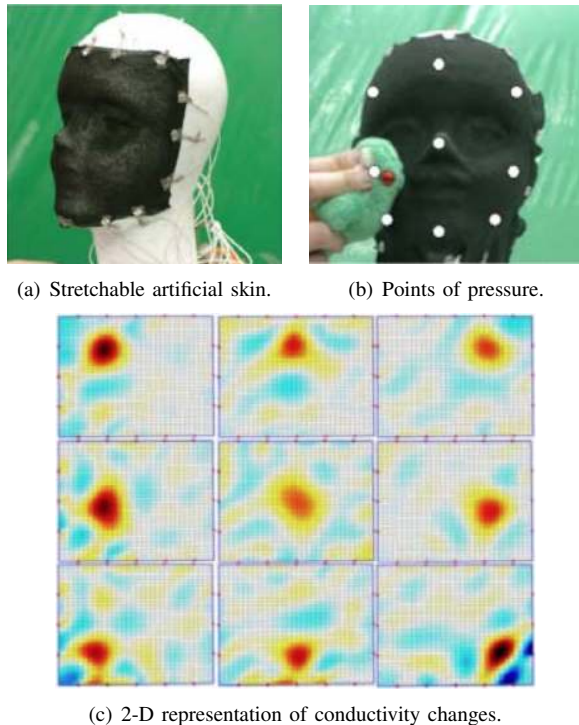 (a) Stretchable artificial skin.
(b) Points of pressure.
(c) 2-D representation of conductivity changes.